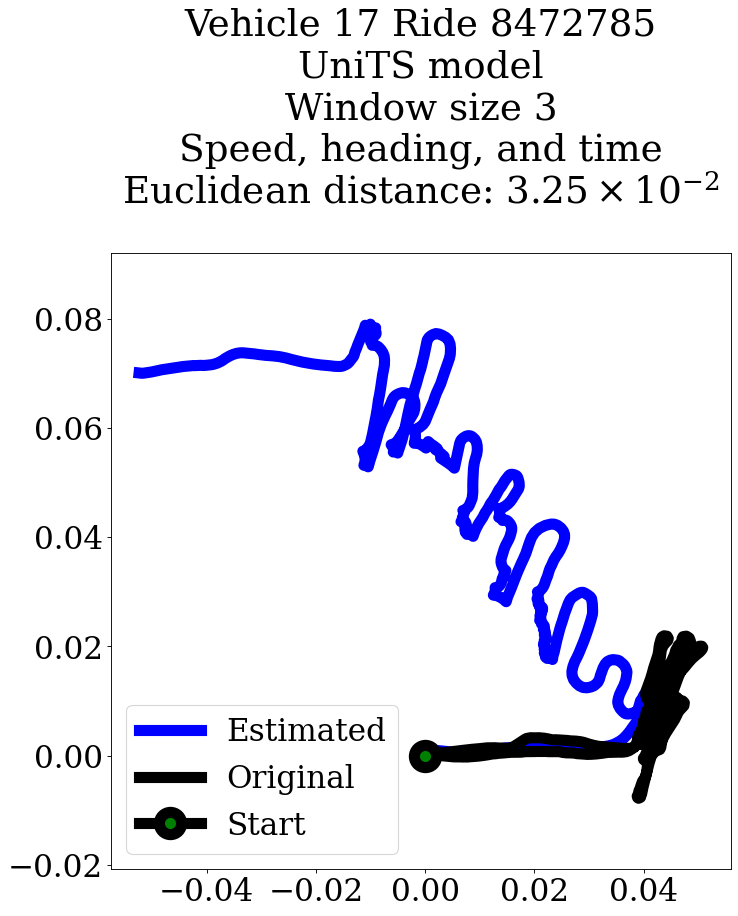 Vehicle 17 Ride 8472785
UniTS model
Window size 3
Speed, heading, and time
Euclidean distance: $3.25 \times 10^{-2}$
0.08
0.06
0.04
0.02
0.00
−0.02
Estimated
Original
Start
−0.04 −0.02 0.00 0.02 0.04